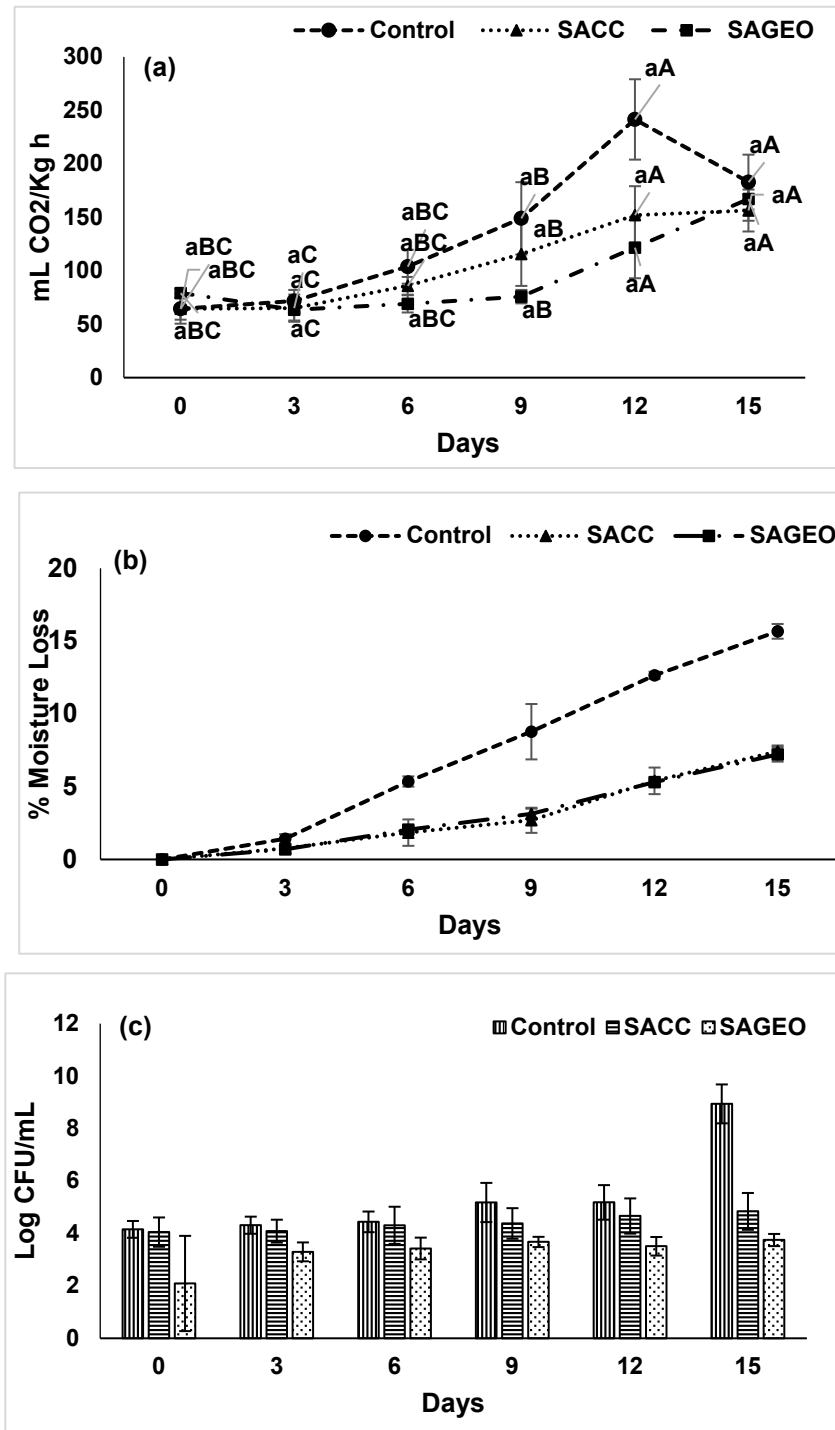 Control SACC SAGEO
300
(a)
aA
250
200
aBC
aB
aA
aA
150
aBC
aC
aBC
aB
aA
100
aBC
aC
aA
50
aBC
aC
aBC
aB
aA
0
0 3 6 9 12 15
mL CO2/Kg h
Days
Control SACC SAGEO
(b)
20
15
10
5
0
0 3 6 9 12 15
% Moisture Loss
Days
(c)
Control SACC SAGEO
12
10
8
6
4
2
0
0 3 6 9 12 15
Log CFU/mL
Days